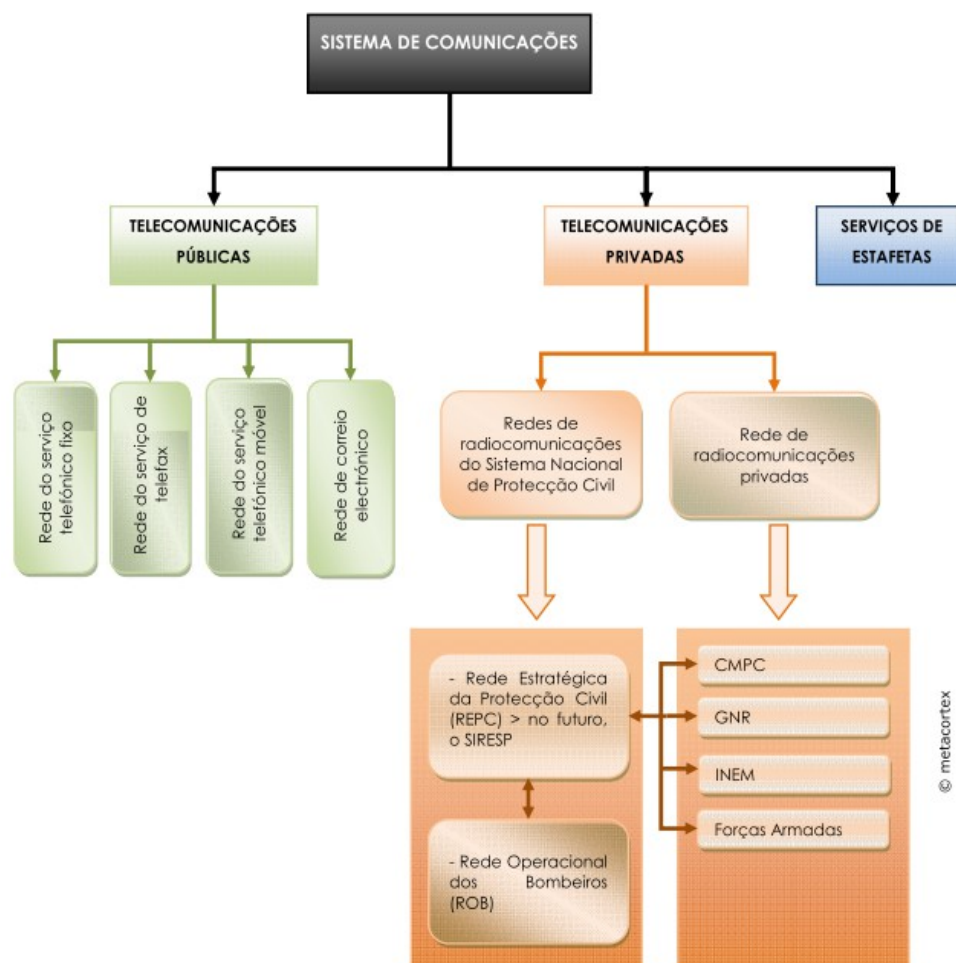 SISTEMA DE COMUNICAÇÕES
TELECOMUNICAÇÕES
PÚBLICAS
TELECOMUNICAÇÕES
PRIVADAS
SERVIÇOS DE
ESTAFETAS
Rede do serviço
telefónico fixo
Rede do serviço de
telefax
Rede do serviço
telefónico móvel
Rede de correio
electrónico
Redes de
radiocomunicações
do Sistema Nacional
de Protecção Civil
Rede de
radiocomunicações
privadas
- Rede Estratégica
da Protecção Civil
(REPC) > no futuro,
o SIRESP
- Rede Operacional
dos Bombeiros
(ROB)
CMPC
GNR
INEM
Forças Armadas
© metacortex